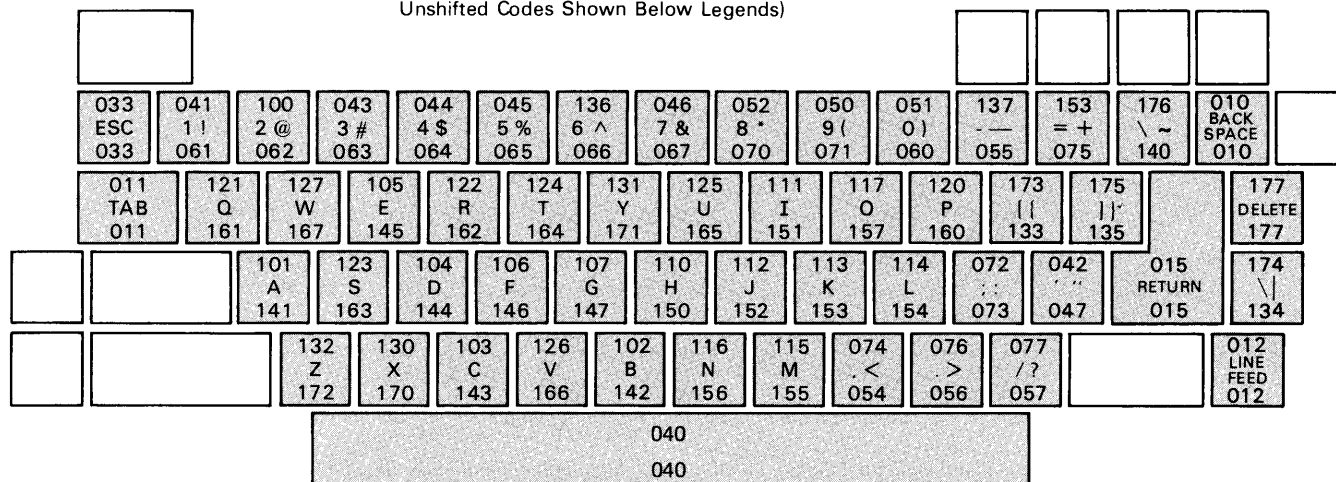 Unshifted Codes Shown Below Legends)
033 041 100 043 044 045 136 046 052 050 051 137 153 176 010
ESC 1 ! 2 @ 3 # 4 $ 5 % 6 ^ 7 & 8 * 9 ( 0 ) - — = + \ ~ BACK SPACE
033 061 062 063 064 065 066 067 070 071 060 055 075 140 010
011 121 127 105 122 124 131 125 111 117 120 173 175 177
TAB Q W E R T Y U I O P [ { ] } DELETE
011 161 167 145 162 164 171 165 151 157 160 133 135 177
101 123 104 106 107 110 112 113 114 072 042 015 174
A S D F G H J K L ; : ' " RETURN \ |
141 163 144 146 147 150 152 153 154 073 047 015 134
132 130 103 126 102 116 115 074 076 077 012
Z X C V B N M , < . > / ? LINE FEED
172 170 143 166 142 156 155 054 056 057 012
040
040